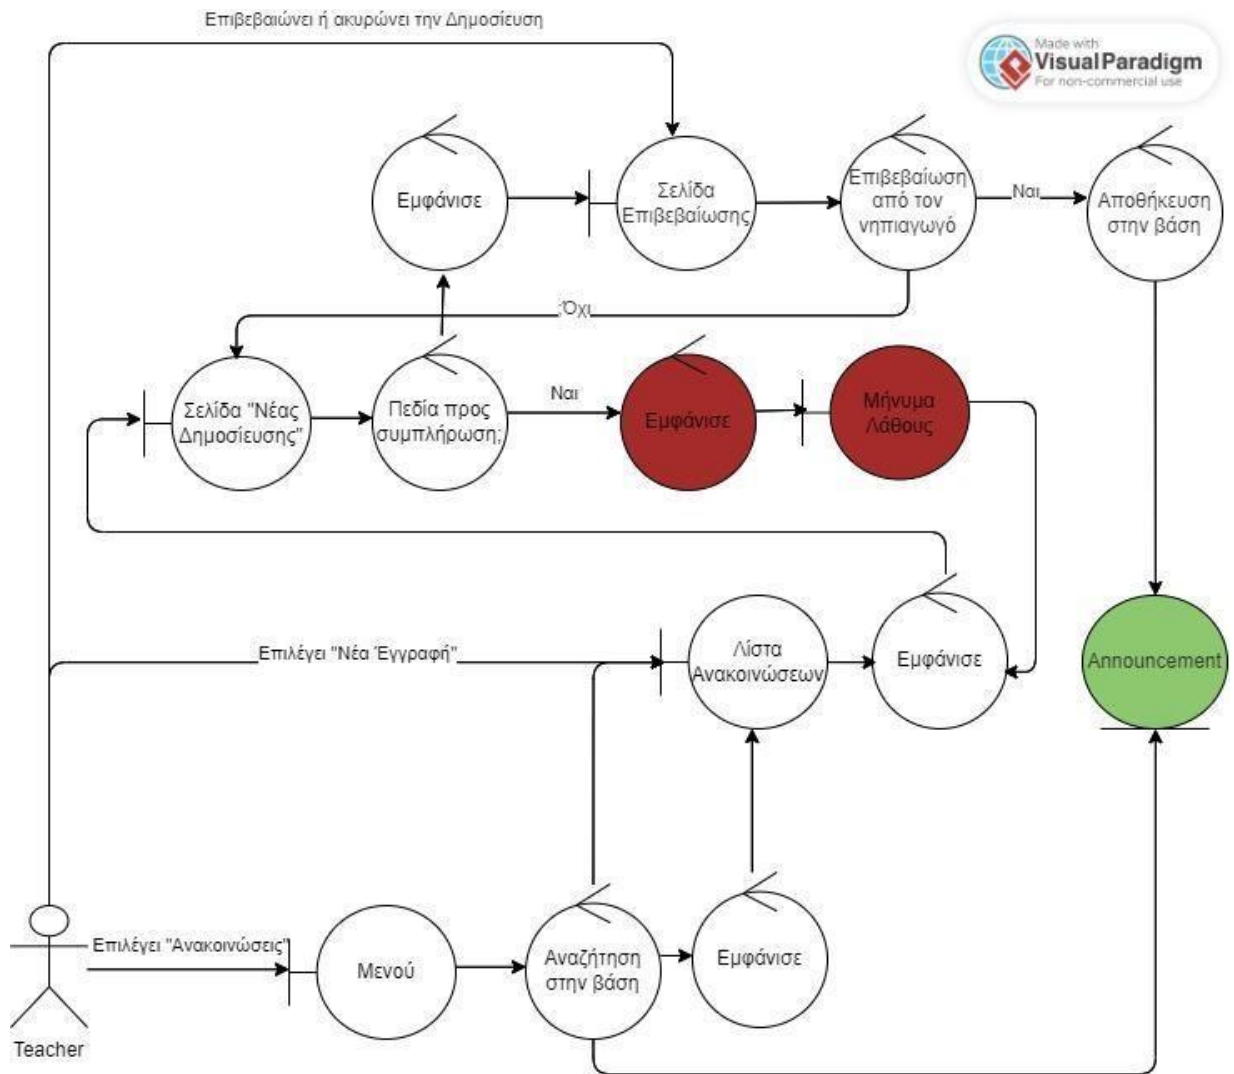 Επιβεβαιώνει ή ακυρώνει την Δημοσίευση
Made with
VisualParadigm
For non-commercial use
Εμφάνισε
Σελίδα
Επιβεβαίωσης
Επιβεβαίωση
από τον
νηπιαγωγό
Ναι
Αποθήκευση
στην βάση
Όχι
Σελίδα "Νέας
Δημοσίευσης"
Πεδία προς
συμπλήρωση;
Ναι
Εμφάνισε
Μήνυμα
Λάθους
Επιλέγει "Νέα Έγγραφή"
Λίστα
Ανακοινώσεων
Εμφάνισε
Announcement
Επιλέγει "Ανακοινώσεις"
Μενού
Αναζήτηση
στην βάση
Εμφάνισε
Teacher